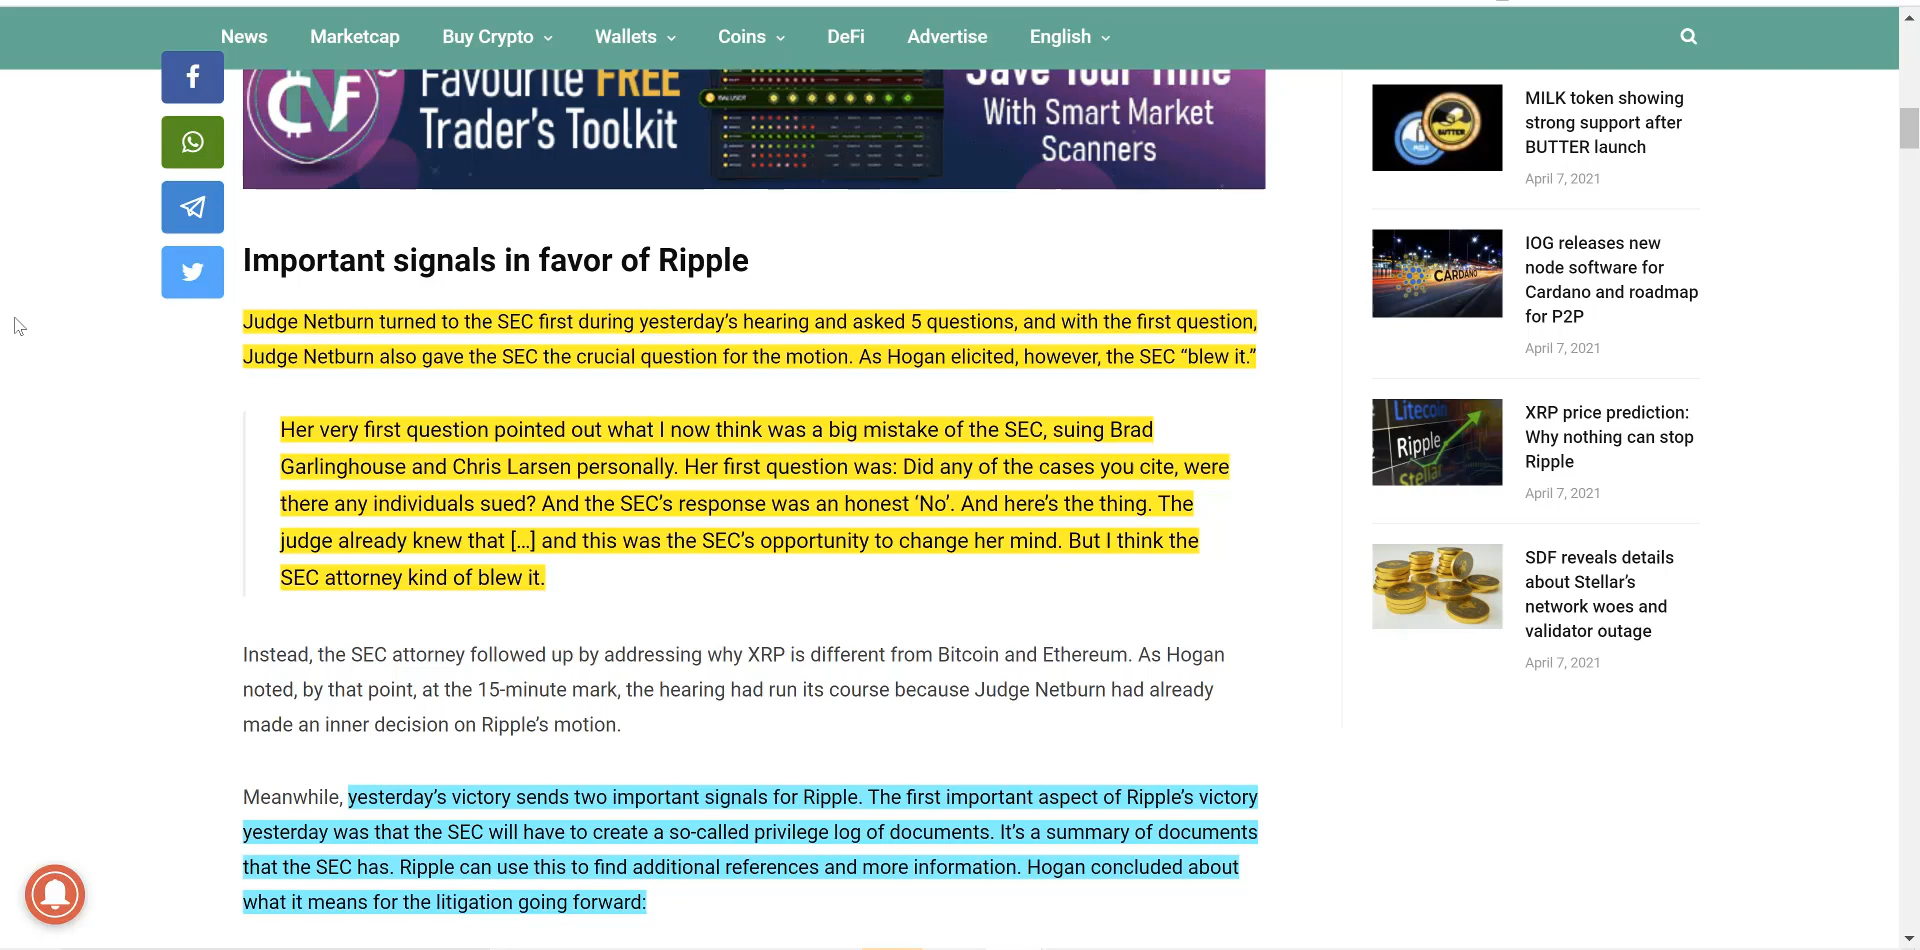 News Marketcap Buy Crypto Wallets Coins DeFi Advertise English
CNF
Favourite FREE
Trader's Toolkit
Save Your Time
With Smart Market
Scanners
Important signals in favor of Ripple
Judge Netburn turned to the SEC first during yesterday’s hearing and asked 5 questions, and with the first question,
Judge Netburn also gave the SEC the crucial question for the motion. As Hogan elicited, however, the SEC “blew it.”
Her very first question pointed out what I now think was a big mistake of the SEC, suing Brad
Garlinghouse and Chris Larsen personally. Her first question was: Did any of the cases you cite, were
there any individuals sued? And the SEC’s response was an honest ‘No’. And here’s the thing. The
judge already knew that [...] and this was the SEC’s opportunity to change her mind. But I think the
SEC attorney kind of blew it.
Instead, the SEC attorney followed up by addressing why XRP is different from Bitcoin and Ethereum. As Hogan
noted, by that point, at the 15-minute mark, the hearing had run its course because Judge Netburn had already
made an inner decision on Ripple’s motion.
Meanwhile, yesterday’s victory sends two important signals for Ripple. The first important aspect of Ripple’s victory
yesterday was that the SEC will have to create a so-called privilege log of documents. It’s a summary of documents
that the SEC has. Ripple can use this to find additional references and more information. Hogan concluded about
what it means for the litigation going forward:
MILK
BUTTER
MILK token showing
strong support after
BUTTER launch
April 7, 2021
CARDANO
IOG releases new
node software for
Cardano and roadmap
for P2P
April 7, 2021
Litecoin
Ripple
Stellar
XRP price prediction:
Why nothing can stop
Ripple
April 7, 2021
SDF reveals details
about Stellar’s
network woes and
validator outage
April 7, 2021